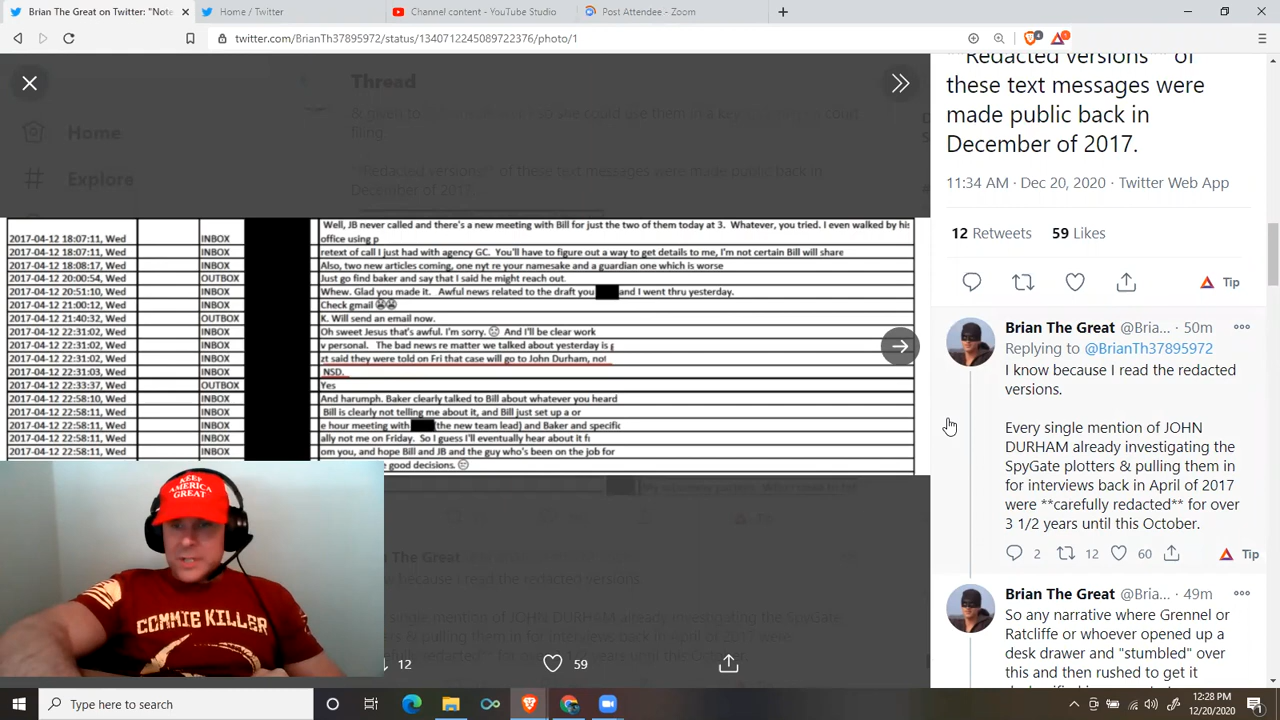 Brian The Great on Twitter: "Note
Home / Twitter
Channel content - YouTube Studio
Post Attendee - Zoom
twitter.com/BrianTh37895972/status/1340712245089722376/photo/1
Thread
Home
Explore
December of 2017.
Well, JB never called and there's a new meeting with Bill for just the two of them today at 3. Whatever, you tried. I even walked by his
2017-04-12 18:07:11, Wed INBOX office using p
2017-04-12 18:07:11, Wed INBOX retext of call I just had with agency GC. You'll have to figure out a way to get details to me, I'm not certain Bill will share
2017-04-12 18:08:17, Wed INBOX Also, two new articles coming, one nyt re your namesake and a guardian one which is worse
2017-04-12 20:00:54, Wed OUTBOX Just go find baker and say that I said he might reach out.
2017-04-12 20:51:10, Wed INBOX Whew. Glad you made it. Awful news related to the draft you and I went thru yesterday.
2017-04-12 21:00:12, Wed INBOX Check gmail
2017-04-12 21:40:32, Wed OUTBOX K. Will send an email now.
2017-04-12 22:31:02, Wed INBOX Oh sweet Jesus that's awful. I'm sorry. And I'll be clear work
2017-04-12 22:31:02, Wed INBOX v personal. The bad news re matter we talked about yesterday is g
2017-04-12 22:31:02, Wed INBOX zt said they were told on Fri that case will go to John Durham, not
2017-04-12 22:31:03, Wed INBOX NSD.
2017-04-12 22:33:37, Wed OUTBOX Yes
2017-04-12 22:58:10, Wed INBOX And harumph. Baker clearly talked to Bill about whatever you heard
2017-04-12 22:58:11, Wed INBOX Bill is clearly not telling me about it, and Bill just set up a or
2017-04-12 22:58:11, Wed INBOX e hour meeting with (the new team lead) and Baker and specific
2017-04-12 22:58:11, Wed INBOX ally not me on Friday. So I guess I'll eventually hear about it fr
2017-04-12 22:58:11, Wed INBOX om you, and hope Bill and JB and the guy who's been on the job for
good decisions.
KEEP
AMERICA
GREAT
COMMIE KILLER
12
59
"Redacted versions" of
these text messages were
made public back in
December of 2017.
11:34 AM · Dec 20, 2020 · Twitter Web App
12 Retweets 59 Likes
Tip
Brian The Great @Bria... · 50m
Replying to @BrianTh37895972
I know because I read the redacted
versions.
Every single mention of JOHN
DURHAM already investigating the
SpyGate plotters & pulling them in
for interviews back in April of 2017
were **carefully redacted** for over
3 1/2 years until this October.
2 12 60 Tip
Brian The Great @Bria... · 49m
So any narrative where Grennel or
Ratcliffe or whoever opened up a
desk drawer and "stumbled" over
this and then rushed to get it
Type here to search
12:28 PM
12/20/2020